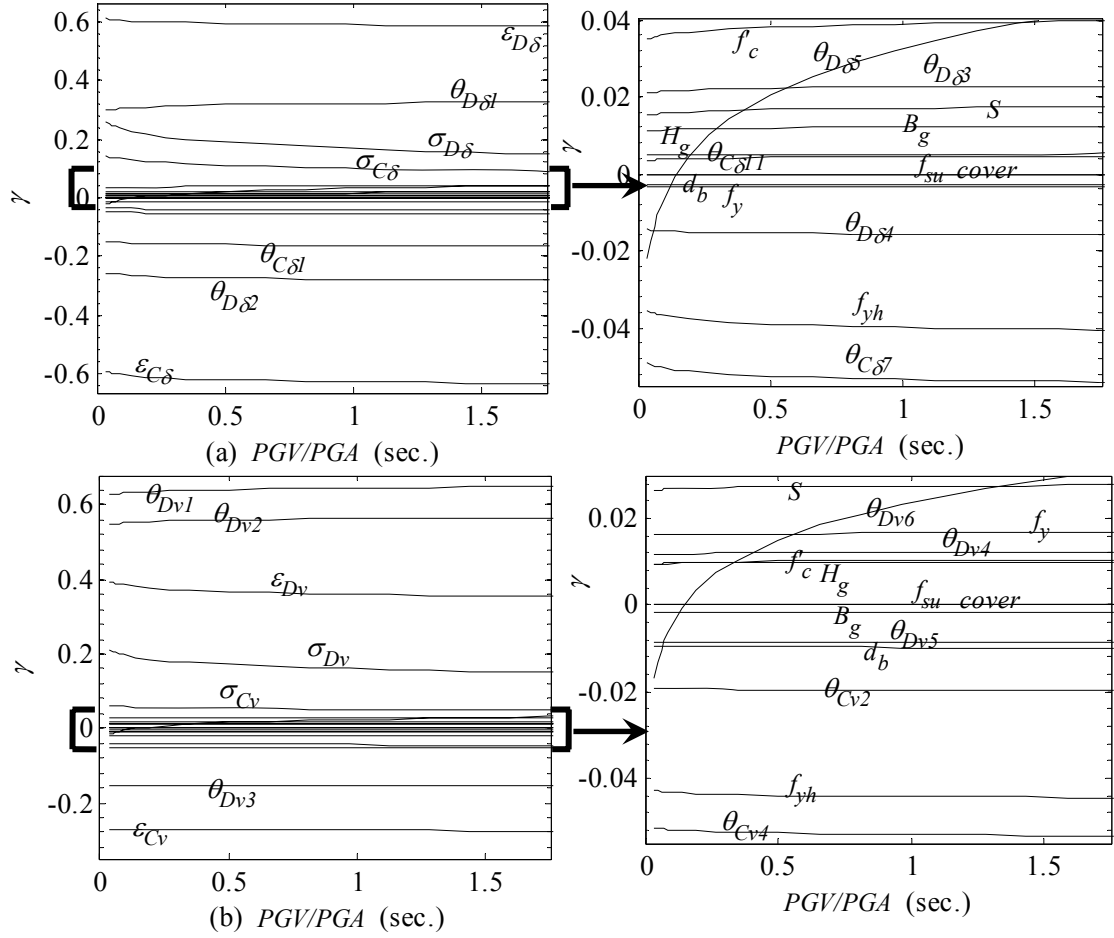 0.6
0.4
0.2
0
-0.2
-0.4
-0.6
γ
ε_Dδ
θ_Dδ1
σ_Dδ
σ_Cδ
θ_Cδ1
θ_Dδ2
ε_Cδ
0 0.5 1 1.5
(a) PGV/PGA (sec.)
0.04
0.02
0
-0.02
-0.04
γ
f'_c
θ_Dδ5
θ_Dδ3
S
B_g
H_g
θ_Cδ11
f_su cover
d_b f_y
θ_Dδ4
f_yh
θ_Cδ7
0 0.5 1 1.5
PGV/PGA (sec.)
0.6
0.4
0.2
0
-0.2
γ
θ_Dv1
θ_Dv2
ε_Dv
σ_Dv
σ_Cv
θ_Dv3
ε_Cv
0 0.5 1 1.5
(b) PGV/PGA (sec.)
0.02
0
-0.02
-0.04
γ
S
θ_Dv6
f_y
θ_Dv4
f'_c
H_g
f_su cover
B_g
θ_Dv5
d_b
θ_Cv2
f_yh
θ_Cv4
0 0.5 1 1.5
PGV/PGA (sec.)